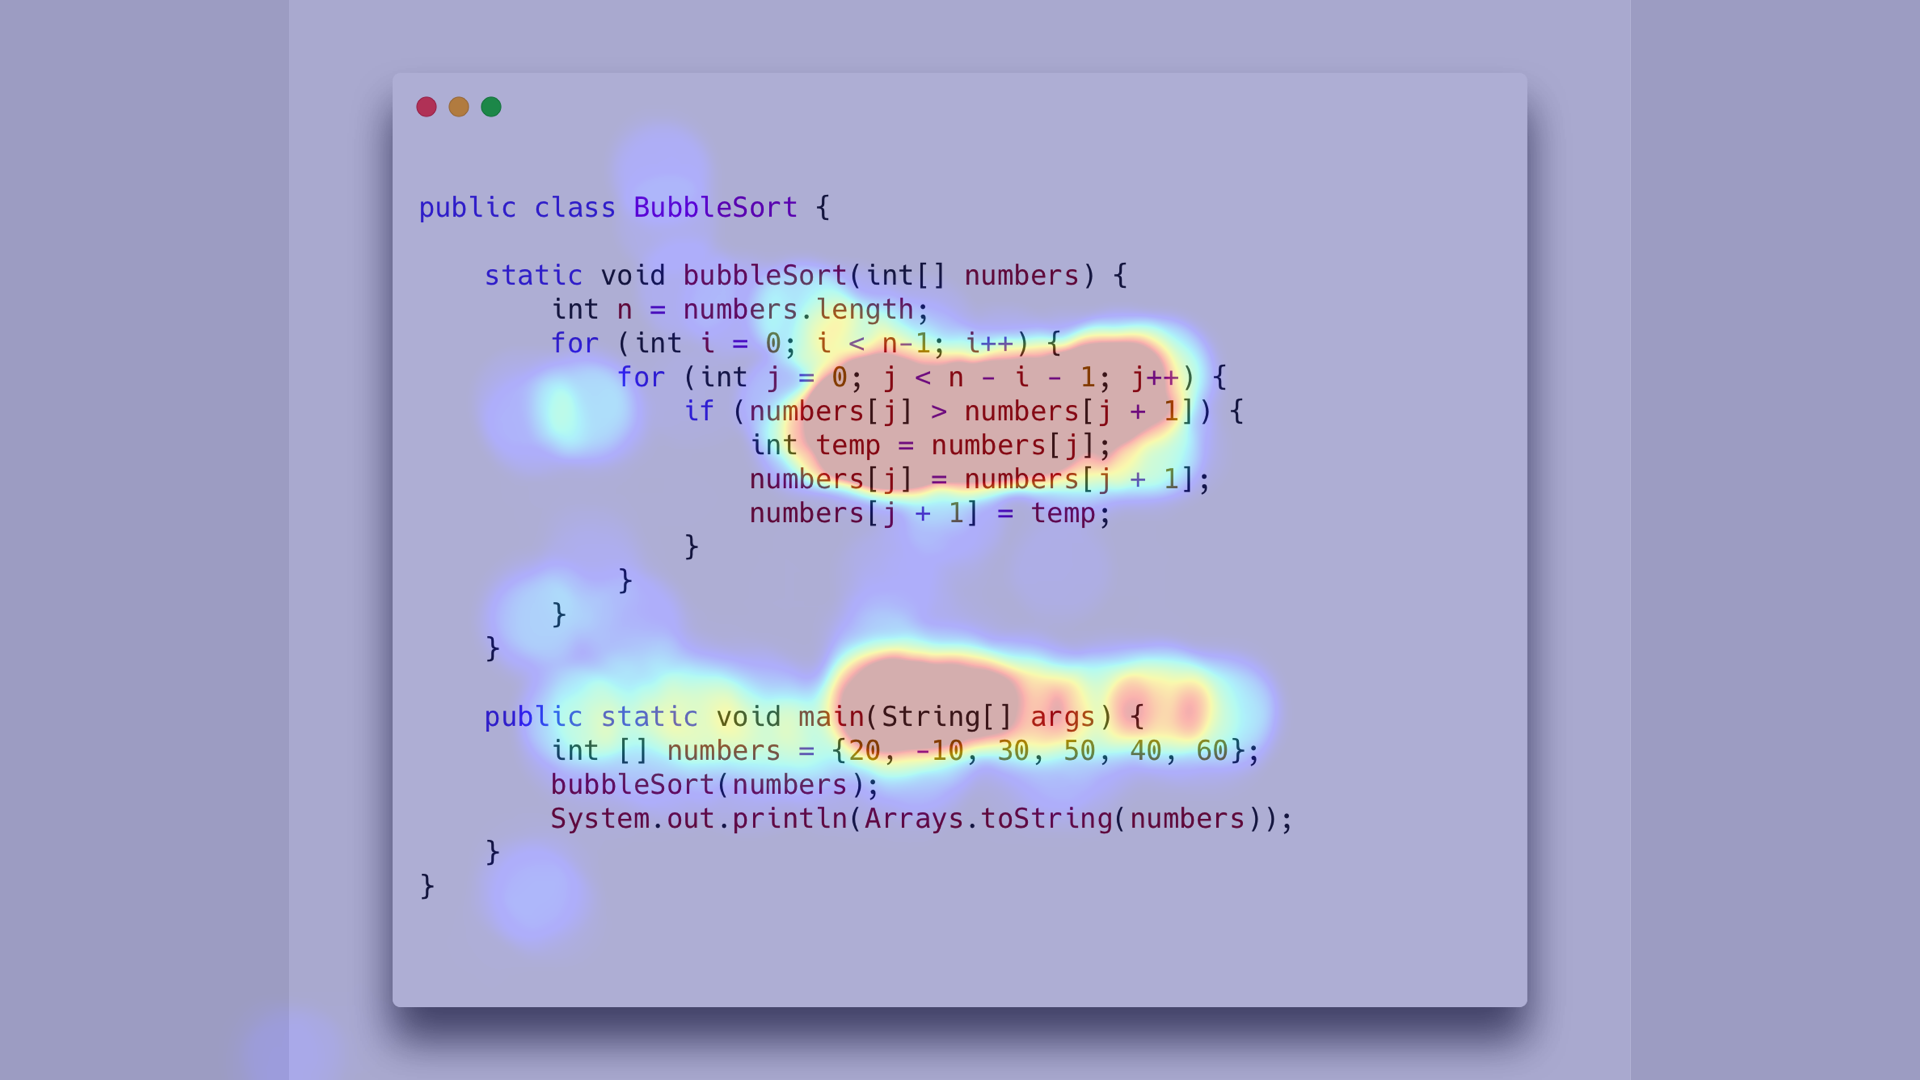 public class BubbleSort {
static void bubbleSort(int[] numbers) {
int n = numbers.length;
for (int i = 0; i < n-1; i++) {
for (int j = 0; j < n - i - 1; j++) {
if (numbers[j] > numbers[j + 1]) {
int temp = numbers[j];
numbers[j] = numbers[j + 1];
numbers[j + 1] = temp;
}
}
}
}
public static void main(String[] args) {
int [] numbers = {20, -10, 30, 50, 40, 60};
bubbleSort(numbers);
System.out.println(Arrays.toString(numbers));
}
}